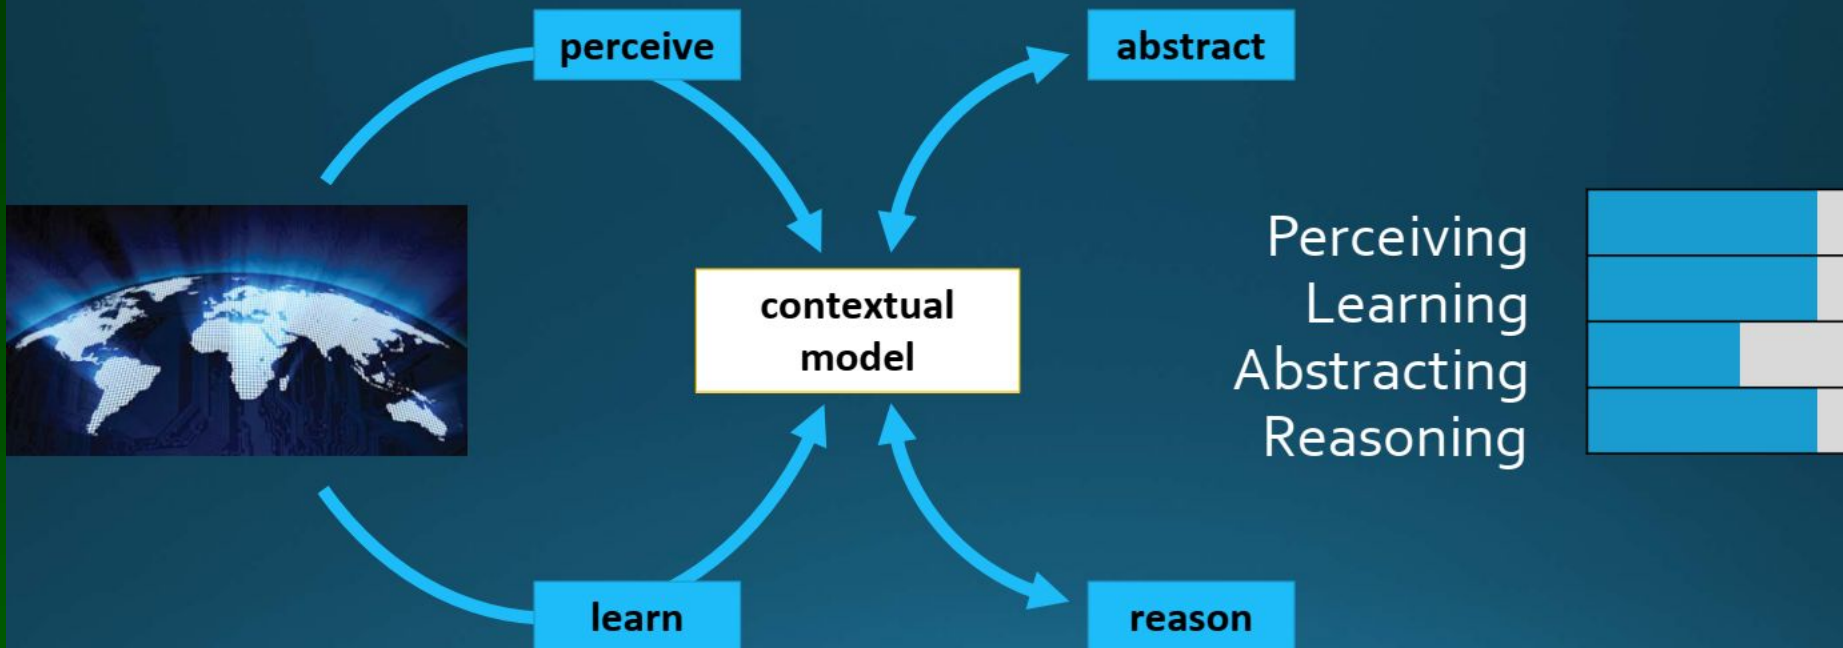 perceive
abstract
contextual
model
Perceiving
Learning
Abstracting
Reasoning
learn
reason